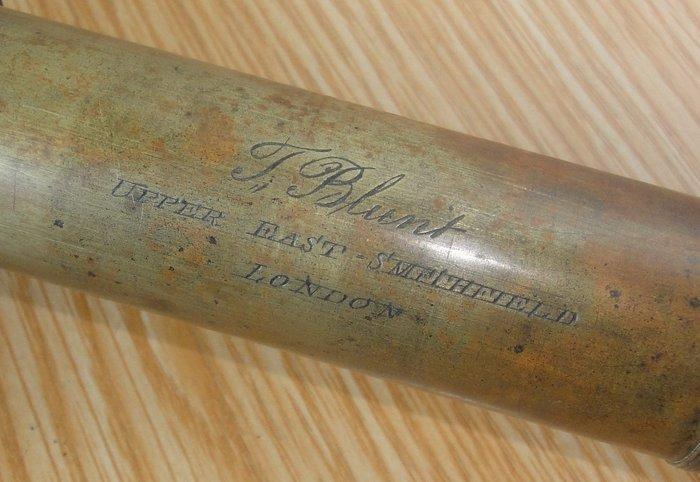 T, Blunt
UPPER EAST-SMITHFIELD
LONDON